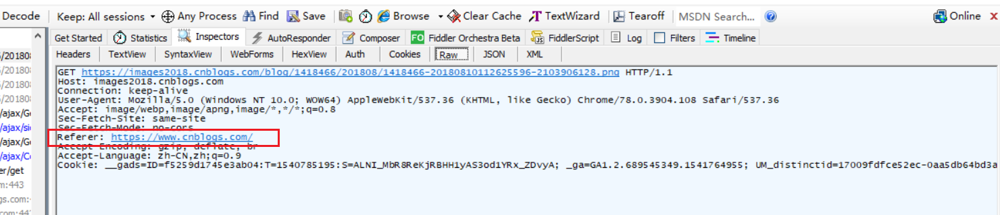 Decode Keep: All sessions Any Process Find Save Browse Clear Cache TextWizard Tearoff MSDN Search... Online x
Get Started Statistics Inspectors AutoResponder Composer FO Fiddler Orchestra Beta FiddlerScript Log Filters Timeline
Headers TextView SyntaxView WebForms HexView Auth Cookies Raw JSON XML
GET https://images2018.cnblogs.com/blog/1418466/201808/1418466-20180810112625596-2103906128.png HTTP/1.1
Host: images2018.cnblogs.com
Connection: keep-alive
User-Agent: Mozilla/5.0 (Windows NT 10.0; WOW64) AppleWebKit/537.36 (KHTML, like Gecko) Chrome/78.0.3904.108 Safari/537.36
Accept: image/webp,image/apng,image/*,*/*;q=0.8
Sec-Fetch-Site: same-site
Sec-Fetch-Mode: no-cors
Referer: https://www.cnblogs.com/
Accept-Encoding: gzip, deflate, br
Accept-Language: zh-CN,zh;q=0.9
Cookie: __gads=ID=f5259d1745e3ab04:T=1540785195:S=ALNI_MbR8ReKjRBHH1yAS3od1YRx_ZDvyA; _ga=GA1.2.689545349.1541764955; UM_distinctid=17009fdfce52ec-0aa5db64bd3a
/ajax/G
/ajax/si
/ajax/G
/ajax/C
er/get
m:443
gs.com:
com:44